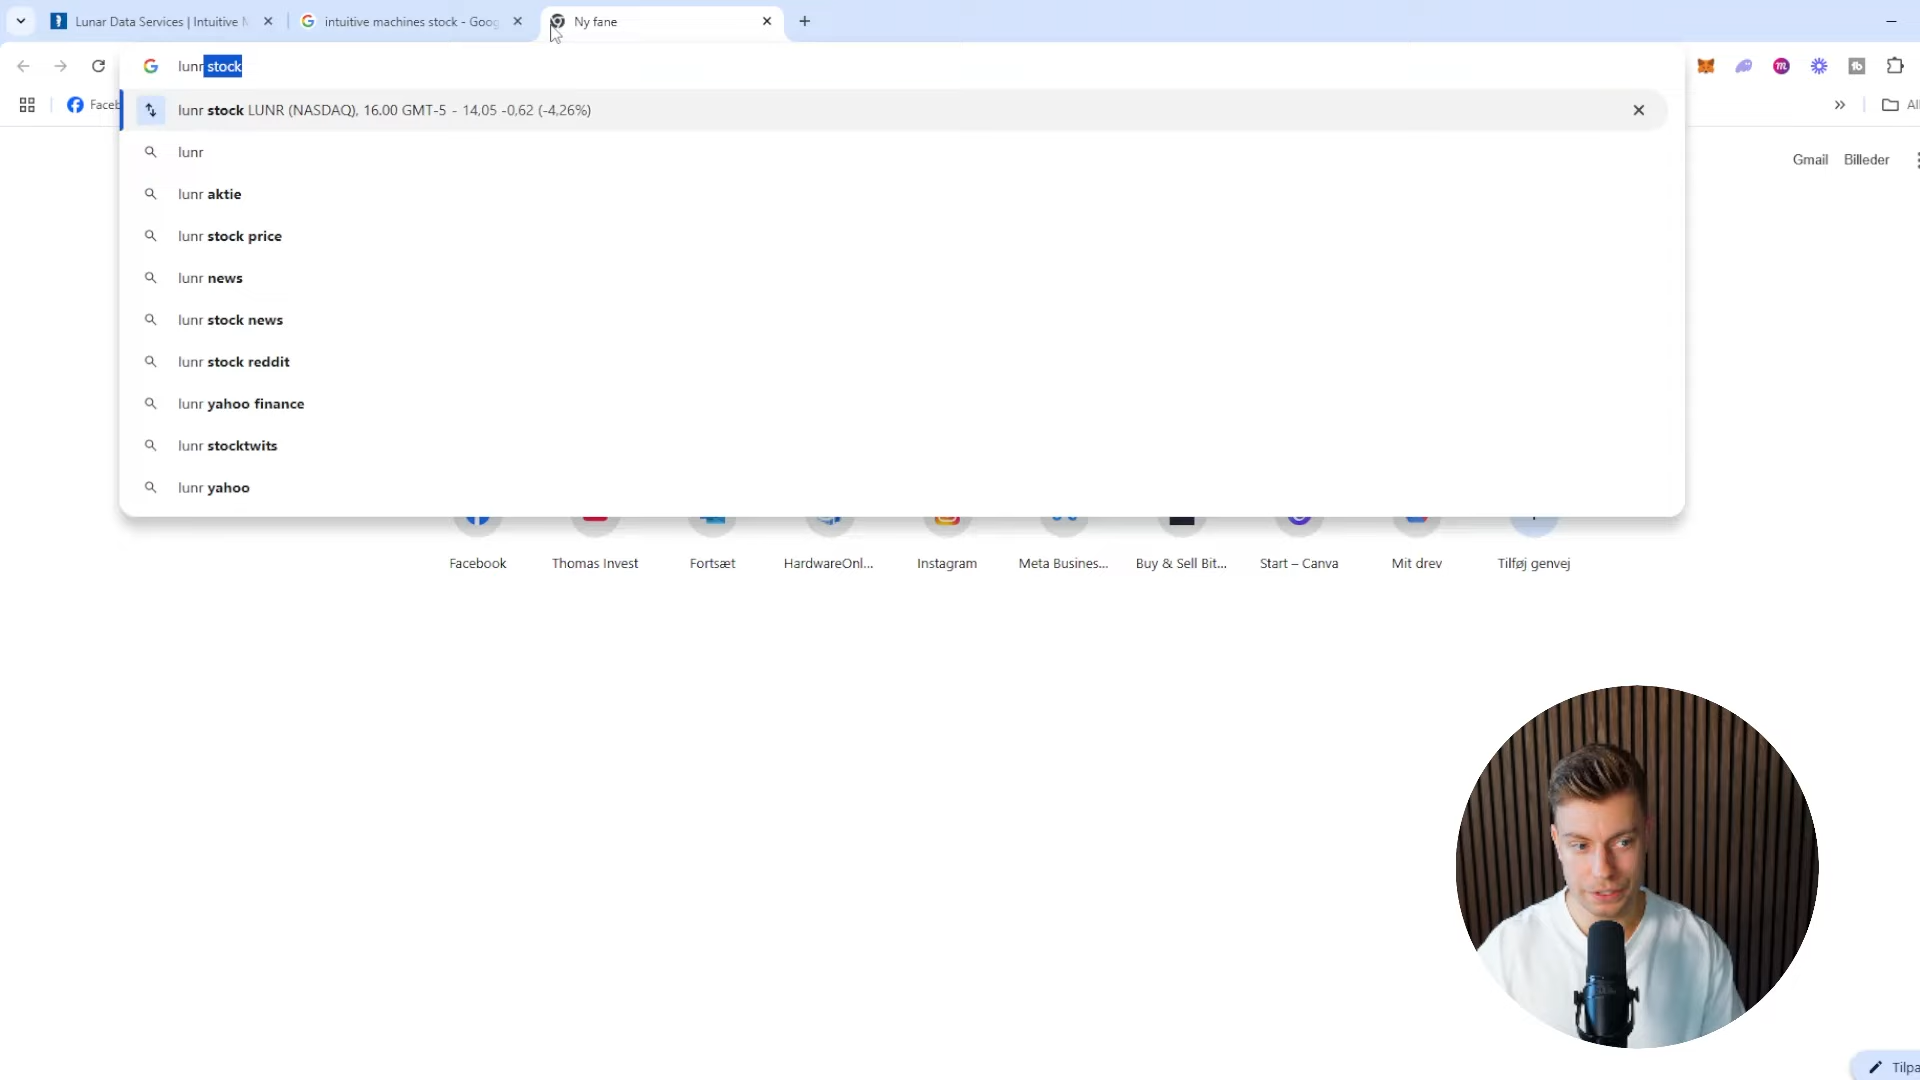 Lunar Data Services | Intuitive M
intuitive machines stock - Goog
Ny fane
lunr stock
Faceb
All
lunr stock LUNR (NASDAQ), 16.00 GMT-5 - 14,05 -0,62 (-4,26%)
lunr
Gmail Billeder
lunr aktie
lunr stock price
lunr news
lunr stock news
lunr stock reddit
lunr yahoo finance
lunr stocktwits
lunr yahoo
Facebook
Thomas Invest
Fortsæt
HardwareOnl...
Instagram
Meta Busines...
Buy & Sell Bit...
Start – Canva
Mit drev
Tilføj genvej
Tilpa